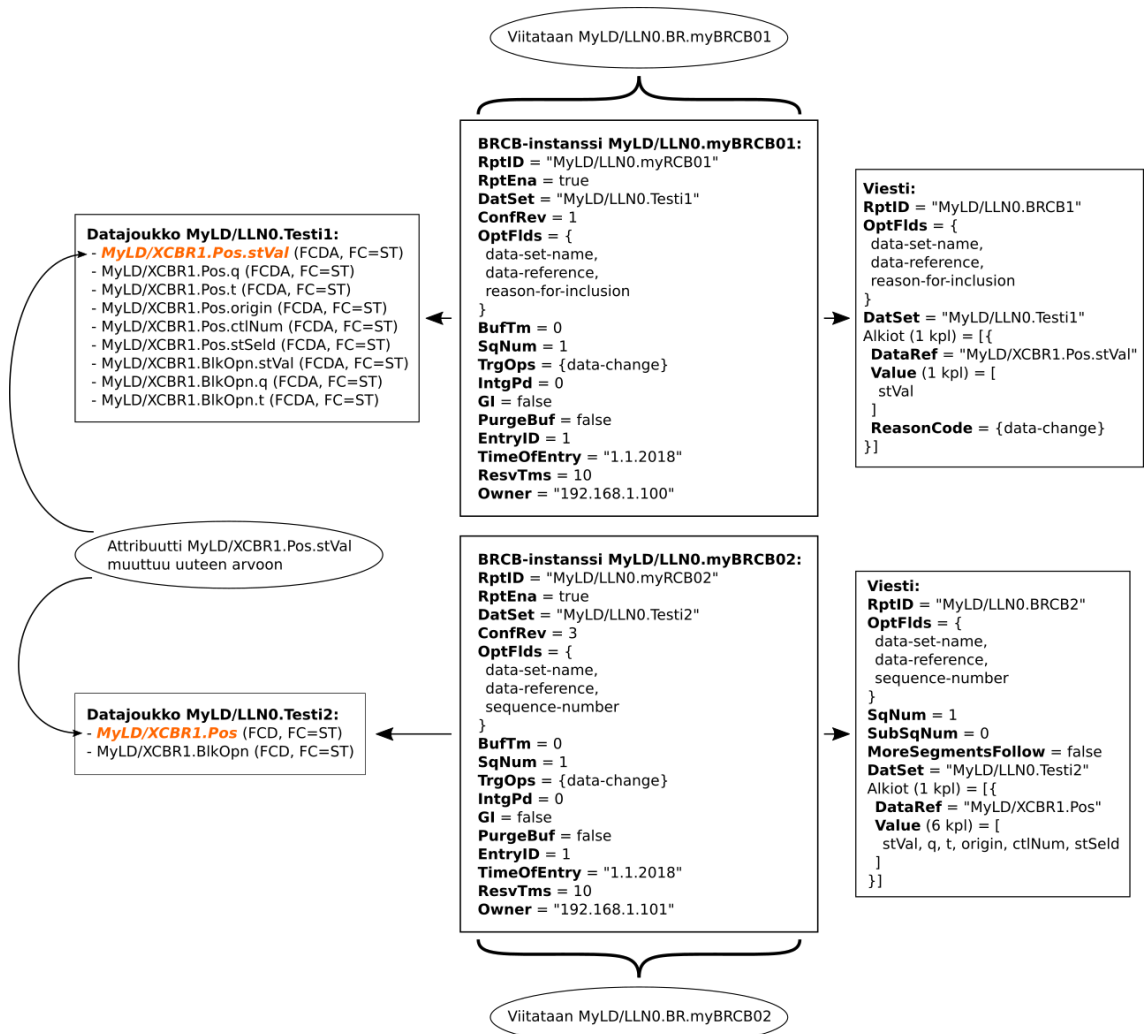 Viitataan MyLD/LLN0.BR.myBRCB01
BRCB-instanssi MyLD/LLN0.myBRCB01:
RptID = "MyLD/LLN0.myRCB01"
RptEna = true
DatSet = "MyLD/LLN0.Testi1"
ConfRev = 1
OptFlds = {
data-set-name,
data-reference,
reason-for-inclusion
}
BufTm = 0
SqNum = 1
TrgOps = {data-change}
IntgPd = 0
GI = false
PurgeBuf = false
EntryID = 1
TimeOfEntry = "1.1.2018"
ResvTms = 10
Owner = "192.168.1.100"
Datajoukko MyLD/LLN0.Testi1:
- MyLD/XCBR1.Pos.stVal (FCDA, FC=ST)
- MyLD/XCBR1.Pos.q (FCDA, FC=ST)
- MyLD/XCBR1.Pos.t (FCDA, FC=ST)
- MyLD/XCBR1.Pos.origin (FCDA, FC=ST)
- MyLD/XCBR1.Pos.ctlNum (FCDA, FC=ST)
- MyLD/XCBR1.Pos.stSeld (FCDA, FC=ST)
- MyLD/XCBR1.BlkOpn.stVal (FCDA, FC=ST)
- MyLD/XCBR1.BlkOpn.q (FCDA, FC=ST)
- MyLD/XCBR1.BlkOpn.t (FCDA, FC=ST)
Viesti:
RptID = "MyLD/LLN0.BRCB1"
OptFlds = {
data-set-name,
data-reference,
reason-for-inclusion
}
DatSet = "MyLD/LLN0.Testi1"
Alkiot (1 kpl) = [{
DataRef = "MyLD/XCBR1.Pos.stVal"
Value (1 kpl) = [
stVal
]
ReasonCode = {data-change}
}]
Attribuutti MyLD/XCBR1.Pos.stVal
muuttuu uuteen arvoon
BRCB-instanssi MyLD/LLN0.myBRCB02:
RptID = "MyLD/LLN0.myRCB02"
RptEna = true
DatSet = "MyLD/LLN0.Testi2"
ConfRev = 3
OptFlds = {
data-set-name,
data-reference,
sequence-number
}
BufTm = 0
SqNum = 1
TrgOps = {data-change}
IntgPd = 0
GI = false
PurgeBuf = false
EntryID = 1
TimeOfEntry = "1.1.2018"
ResvTms = 10
Owner = "192.168.1.101"
Datajoukko MyLD/LLN0.Testi2:
- MyLD/XCBR1.Pos (FCD, FC=ST)
- MyLD/XCBR1.BlkOpn (FCD, FC=ST)
Viesti:
RptID = "MyLD/LLN0.BRCB2"
OptFlds = {
data-set-name,
data-reference,
sequence-number
}
SqNum = 1
SubSqNum = 0
MoreSegmentsFollow = false
DatSet = "MyLD/LLN0.Testi2"
Alkiot (1 kpl) = [{
DataRef = "MyLD/XCBR1.Pos"
Value (6 kpl) = [
stVal, q, t, origin, ctlNum, stSeld
]
}]
Viitataan MyLD/LLN0.BR.myBRCB02